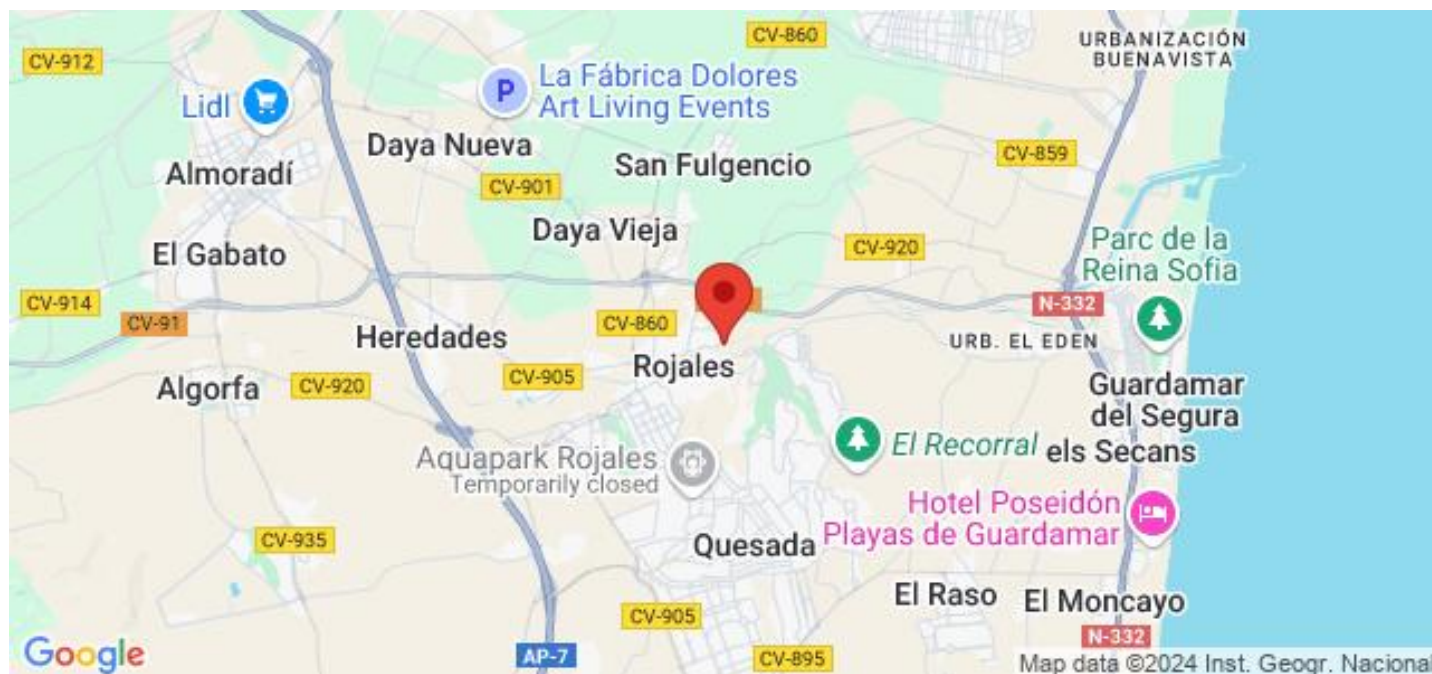 CV-860
URBANIZACIÓN
BUENAVISTA
CV-912
La Fábrica Dolores
Art Living Events
P
Lidl
Daya Nueva
CV-859
San Fulgencio
Almoradí
CV-901
Daya Vieja
Parc de la
Reina Sofia
CV-920
El Gabato
CV-914
N-332
CV-91
CV-860
Heredades
URB. EL EDEN
Rojales
CV-905
CV-920
Algorfa
Guardamar
del Segura
El Recorral
els Secans
Aquapark Rojales
Temporarily closed
Hotel Poseidón
Playas de Guardamar
CV-935
Quesada
El Raso
El Moncayo
CV-905
N-332
AP-7
CV-895
Google
Map data ©2024 Inst. Geogr. Nacional